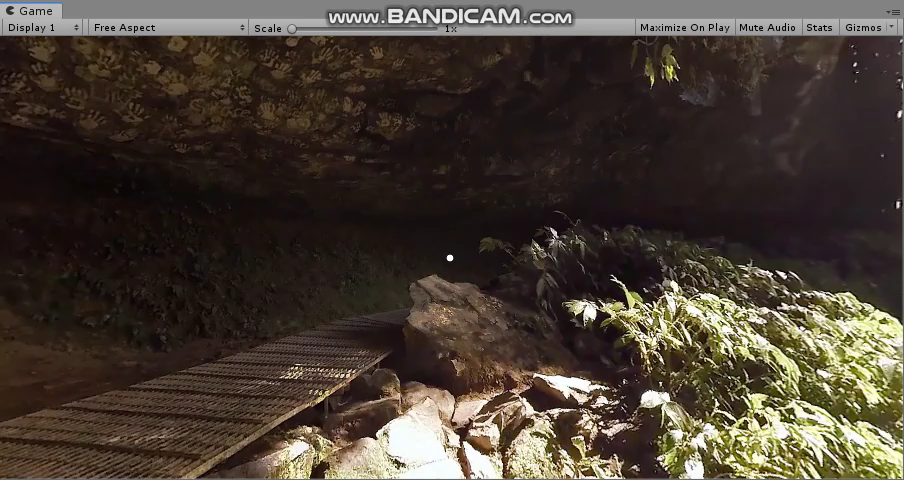 Game
www.BANDICAM.com
Display 1 Free Aspect Scale 1x Maximize On Play Mute Audio Stats Gizmos